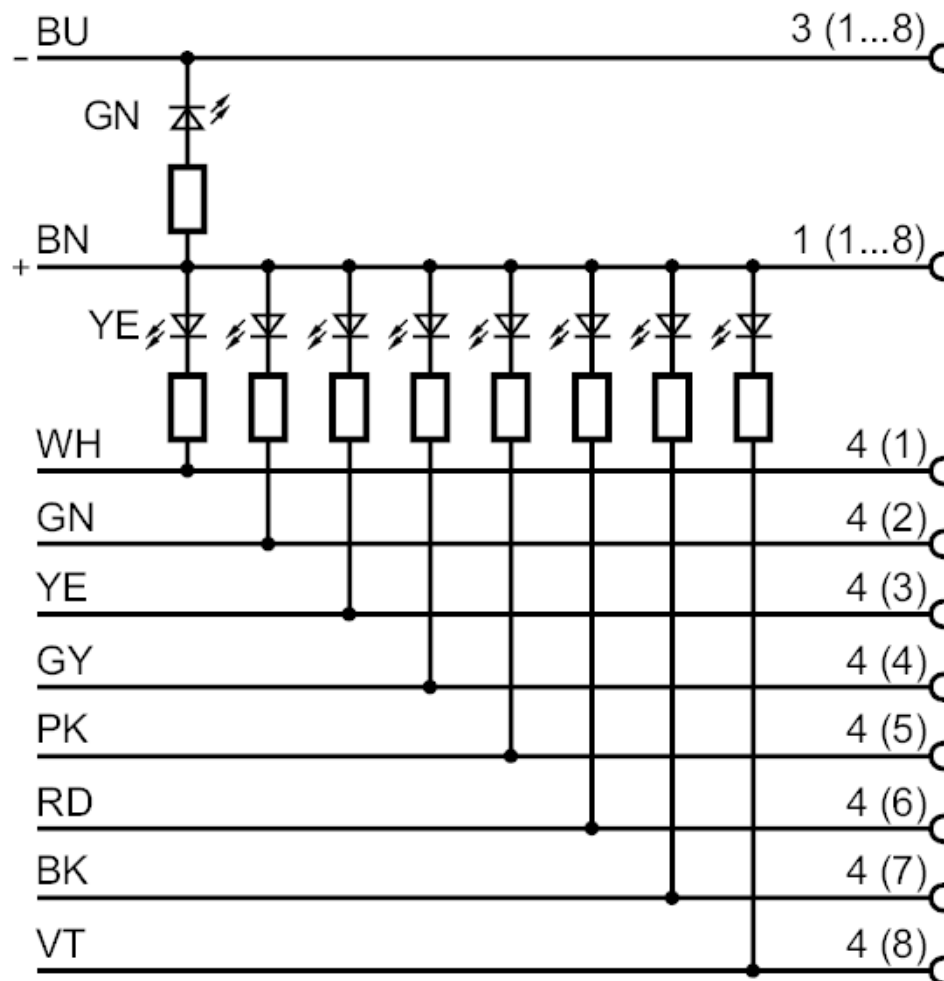 BU 3 (1...8)
-
GN
BN 1 (1...8)
+
YE
WH 4 (1)
GN 4 (2)
YE 4 (3)
GY 4 (4)
PK 4 (5)
RD 4 (6)
BK 4 (7)
VT 4 (8)